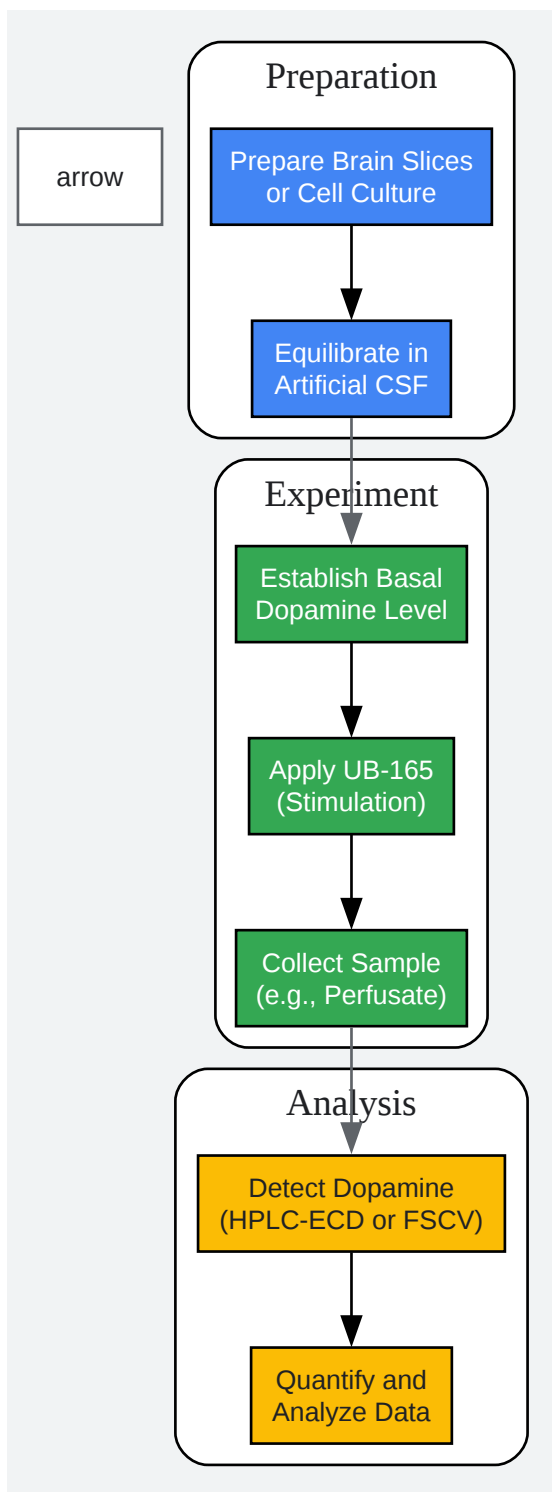 Preparation
arrow
Prepare Brain Slices
or Cell Culture
Equilibrate in
Artificial CSF
Experiment
Establish Basal
Dopamine Level
Apply UB-165
(Stimulation)
Collect Sample
(e.g., Perfusate)
Analysis
Detect Dopamine
(HPLC-ECD or FSCV)
Quantify and
Analyze Data